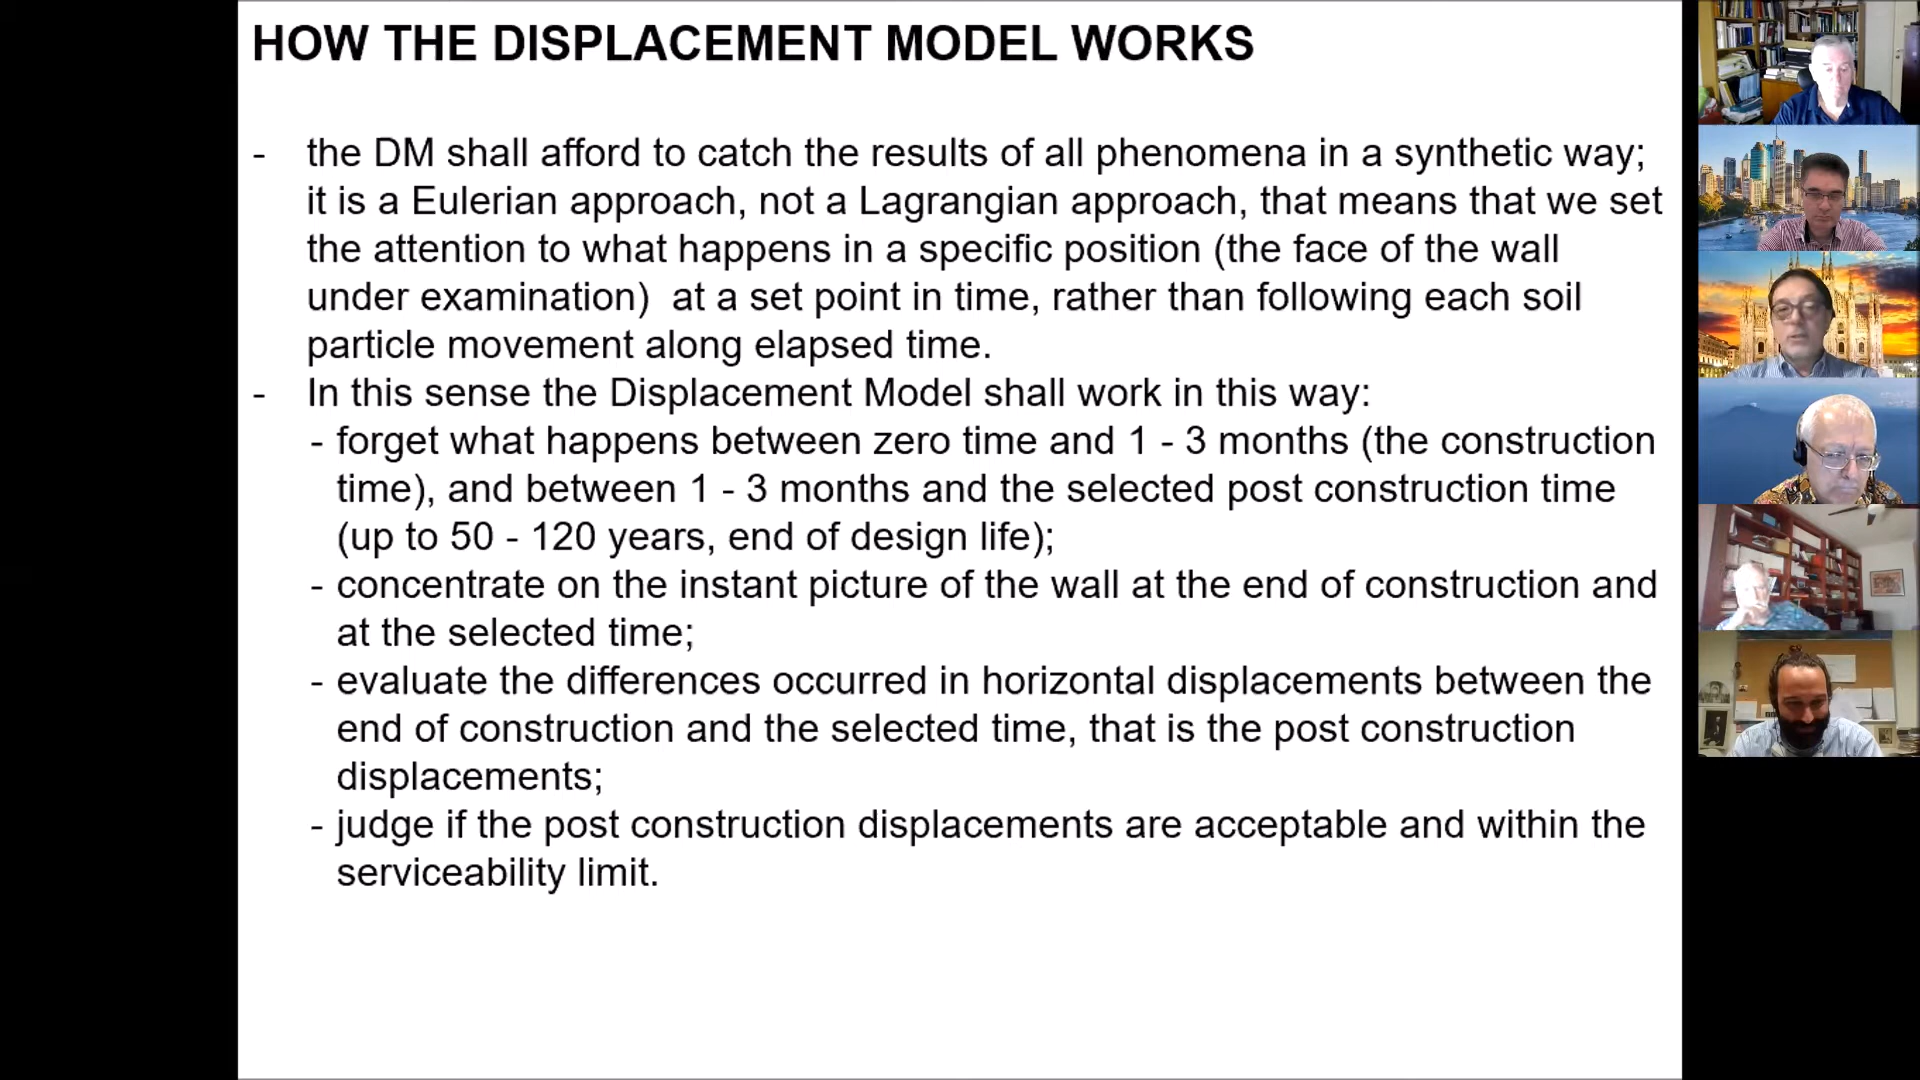 HOW THE DISPLACEMENT MODEL WORKS
- the DM shall afford to catch the results of all phenomena in a synthetic way;
it is a Eulerian approach, not a Lagrangian approach, that means that we set
the attention to what happens in a specific position (the face of the wall
under examination)  at a set point in time, rather than following each soil
particle movement along elapsed time.
- In this sense the Displacement Model shall work in this way:
- forget what happens between zero time and 1 - 3 months (the construction
time), and between 1 - 3 months and the selected post construction time
(up to 50 - 120 years, end of design life);
- concentrate on the instant picture of the wall at the end of construction and
at the selected time;
- evaluate the differences occurred in horizontal displacements between the
end of construction and the selected time, that is the post construction
displacements;
- judge if the post construction displacements are acceptable and within the
serviceability limit.